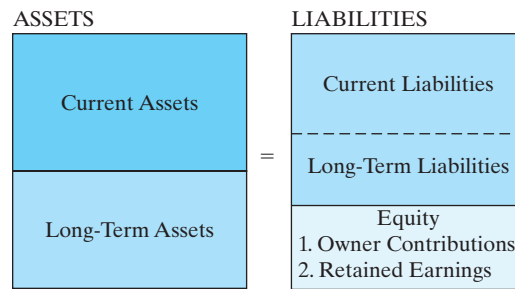 ASSETS
Current Assets
Long-Term Assets
=
LIABILITIES
Current Liabilities
Long-Term Liabilities
Equity
1. Owner Contributions
2. Retained Earnings